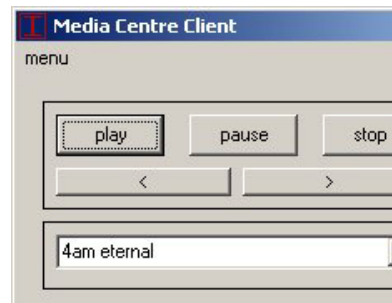 Media Centre Client
menu
play pause stop
< >
4am eternal